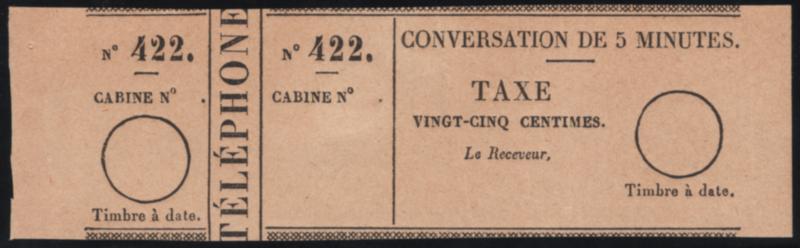 N° 422.
CABINE N° .
Timbre à date.
TÉLÉPHONE
N° 422.
CABINE N° .
CONVERSATION DE 5 MINUTES.
TAXE
VINGT-CINQ CENTIMES.
Le Receveur,
Timbre à date.